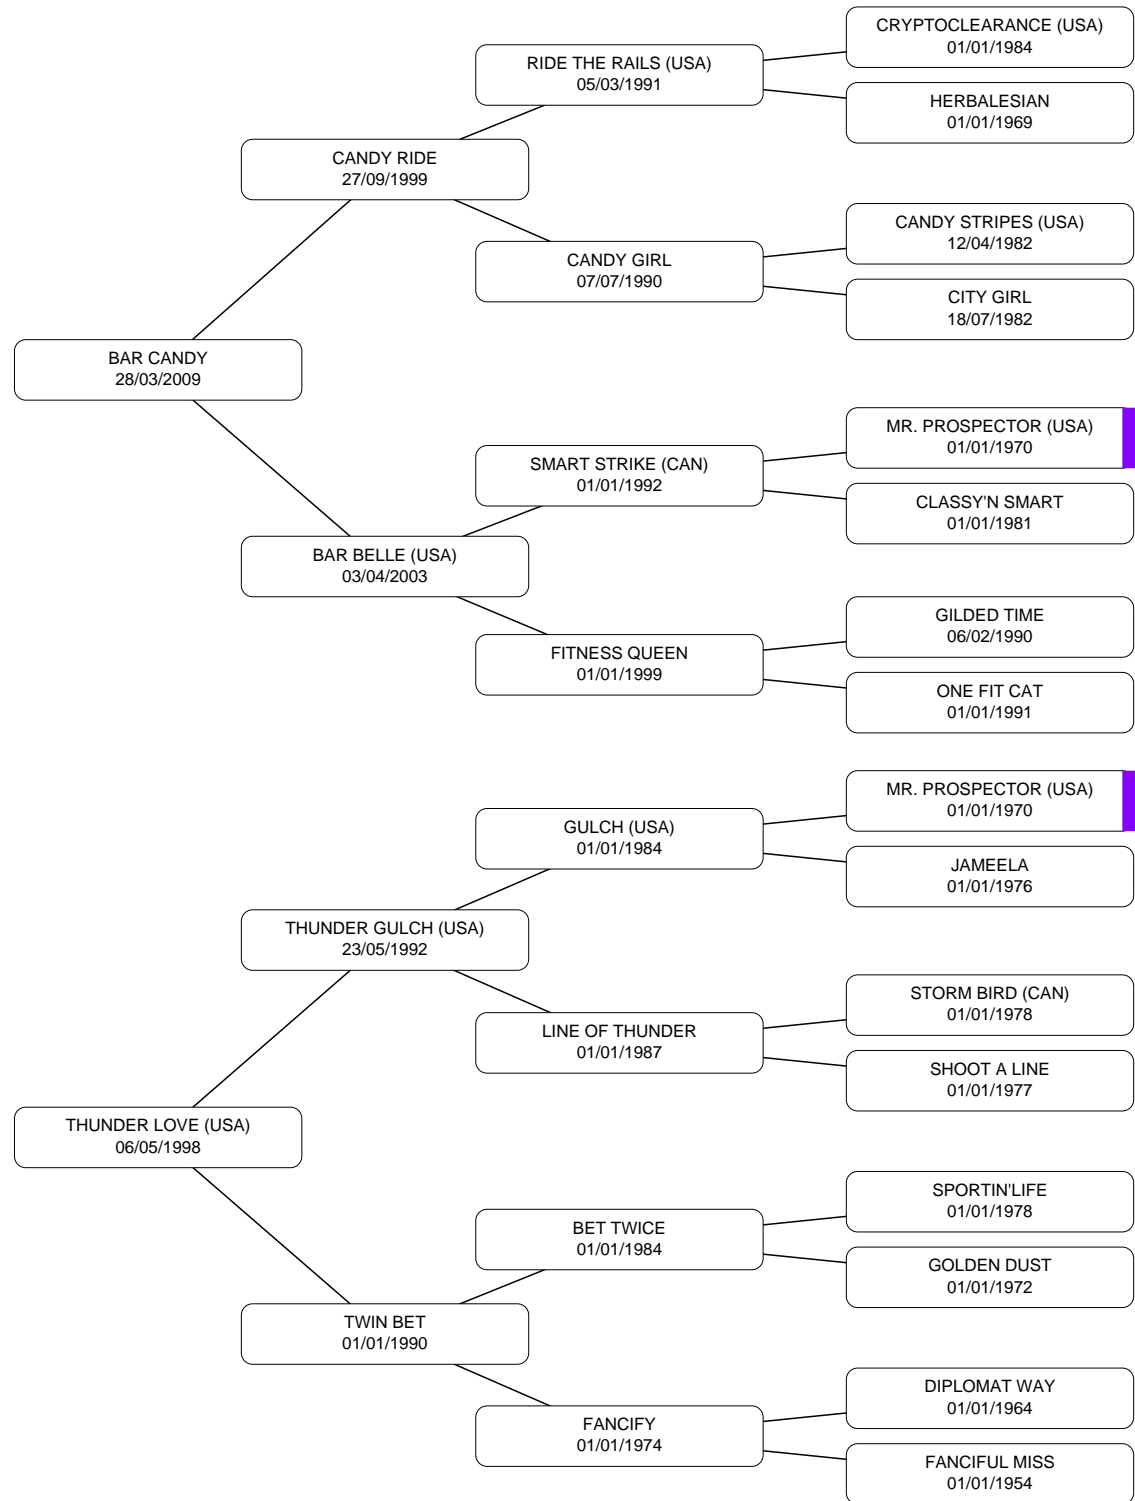 CRYPTOCLEARANCE (USA)
01/01/1984
RIDE THE RAILS (USA)
05/03/1991
HERBALESIAN
01/01/1969
CANDY RIDE
27/09/1999
CANDY STRIPES (USA)
12/04/1982
CANDY GIRL
07/07/1990
CITY GIRL
18/07/1982
BAR CANDY
28/03/2009
MR. PROSPECTOR (USA)
01/01/1970
SMART STRIKE (CAN)
01/01/1992
CLASSY'N SMART
01/01/1981
BAR BELLE (USA)
03/04/2003
GILDED TIME
06/02/1990
FITNESS QUEEN
01/01/1999
ONE FIT CAT
01/01/1991
MR. PROSPECTOR (USA)
01/01/1970
GULCH (USA)
01/01/1984
JAMEELA
01/01/1976
THUNDER GULCH (USA)
23/05/1992
STORM BIRD (CAN)
01/01/1978
LINE OF THUNDER
01/01/1987
SHOOT A LINE
01/01/1977
THUNDER LOVE (USA)
06/05/1998
SPORTIN'LIFE
01/01/1978
BET TWICE
01/01/1984
GOLDEN DUST
01/01/1972
TWIN BET
01/01/1990
DIPLOMAT WAY
01/01/1964
FANCIFY
01/01/1974
FANCIFUL MISS
01/01/1954